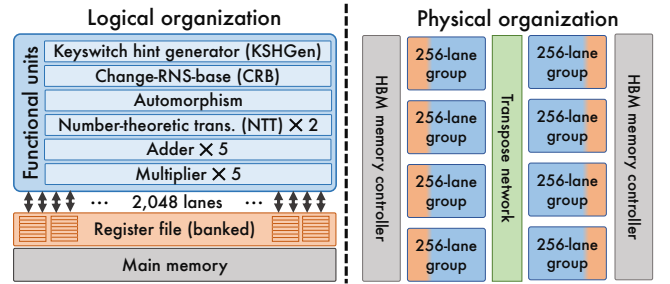 Logical organization
Functional units
Keyswitch hint generator (KSHGen)
Change-RNS-base (CRB)
Automorphism
Number-theoretic trans. (NTT) × 2
Adder × 5
Multiplier × 5
... 2,048 lanes ...
Register file (banked)
Main memory
Physical organization
HBM memory controller
256-lane
group
256-lane
group
256-lane
group
256-lane
group
Transpose network
256-lane
group
256-lane
group
256-lane
group
256-lane
group
HBM memory controller